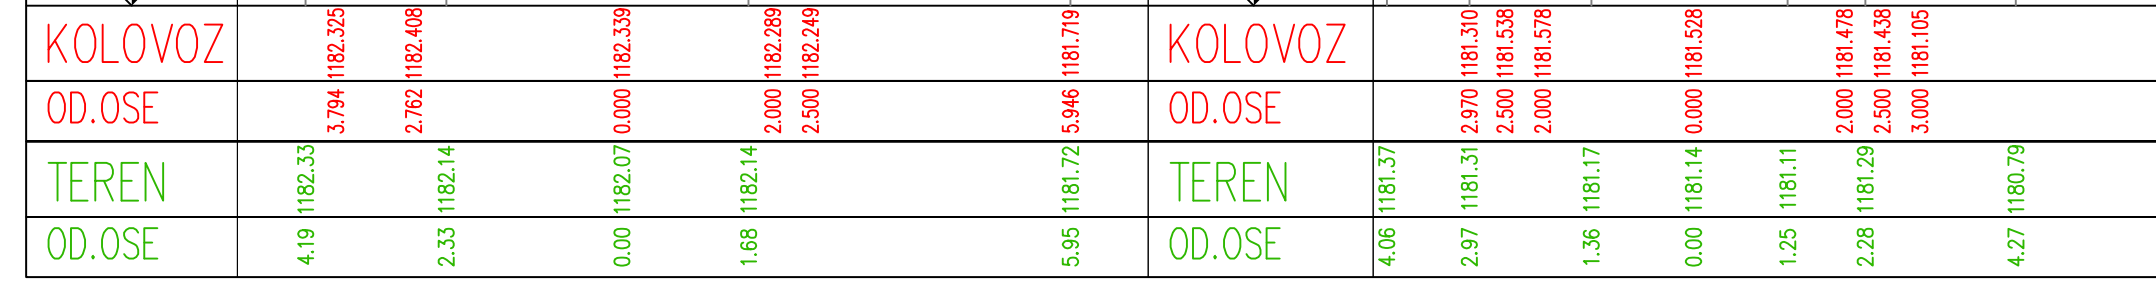 KOLOVOZ 1182.325 1182.408 1182.339 1182.289 1182.249 1181.719
OD.OSE 3.794 2.762 0.000 2.000 2.500 5.946
TEREN 1182.33 1182.14 1182.07 1182.14 1181.72
OD.OSE 4.19 2.33 0.00 1.68 5.95
KOLOVOZ 1181.310 1181.538 1181.578 1181.528 1181.478 1181.438 1181.105
OD.OSE 2.970 2.500 2.000 0.000 2.000 2.500 3.000
TEREN 1181.37 1181.31 1181.17 1181.14 1181.11 1181.29 1180.79
OD.OSE 4.06 2.97 1.36 0.00 1.25 2.28 4.27